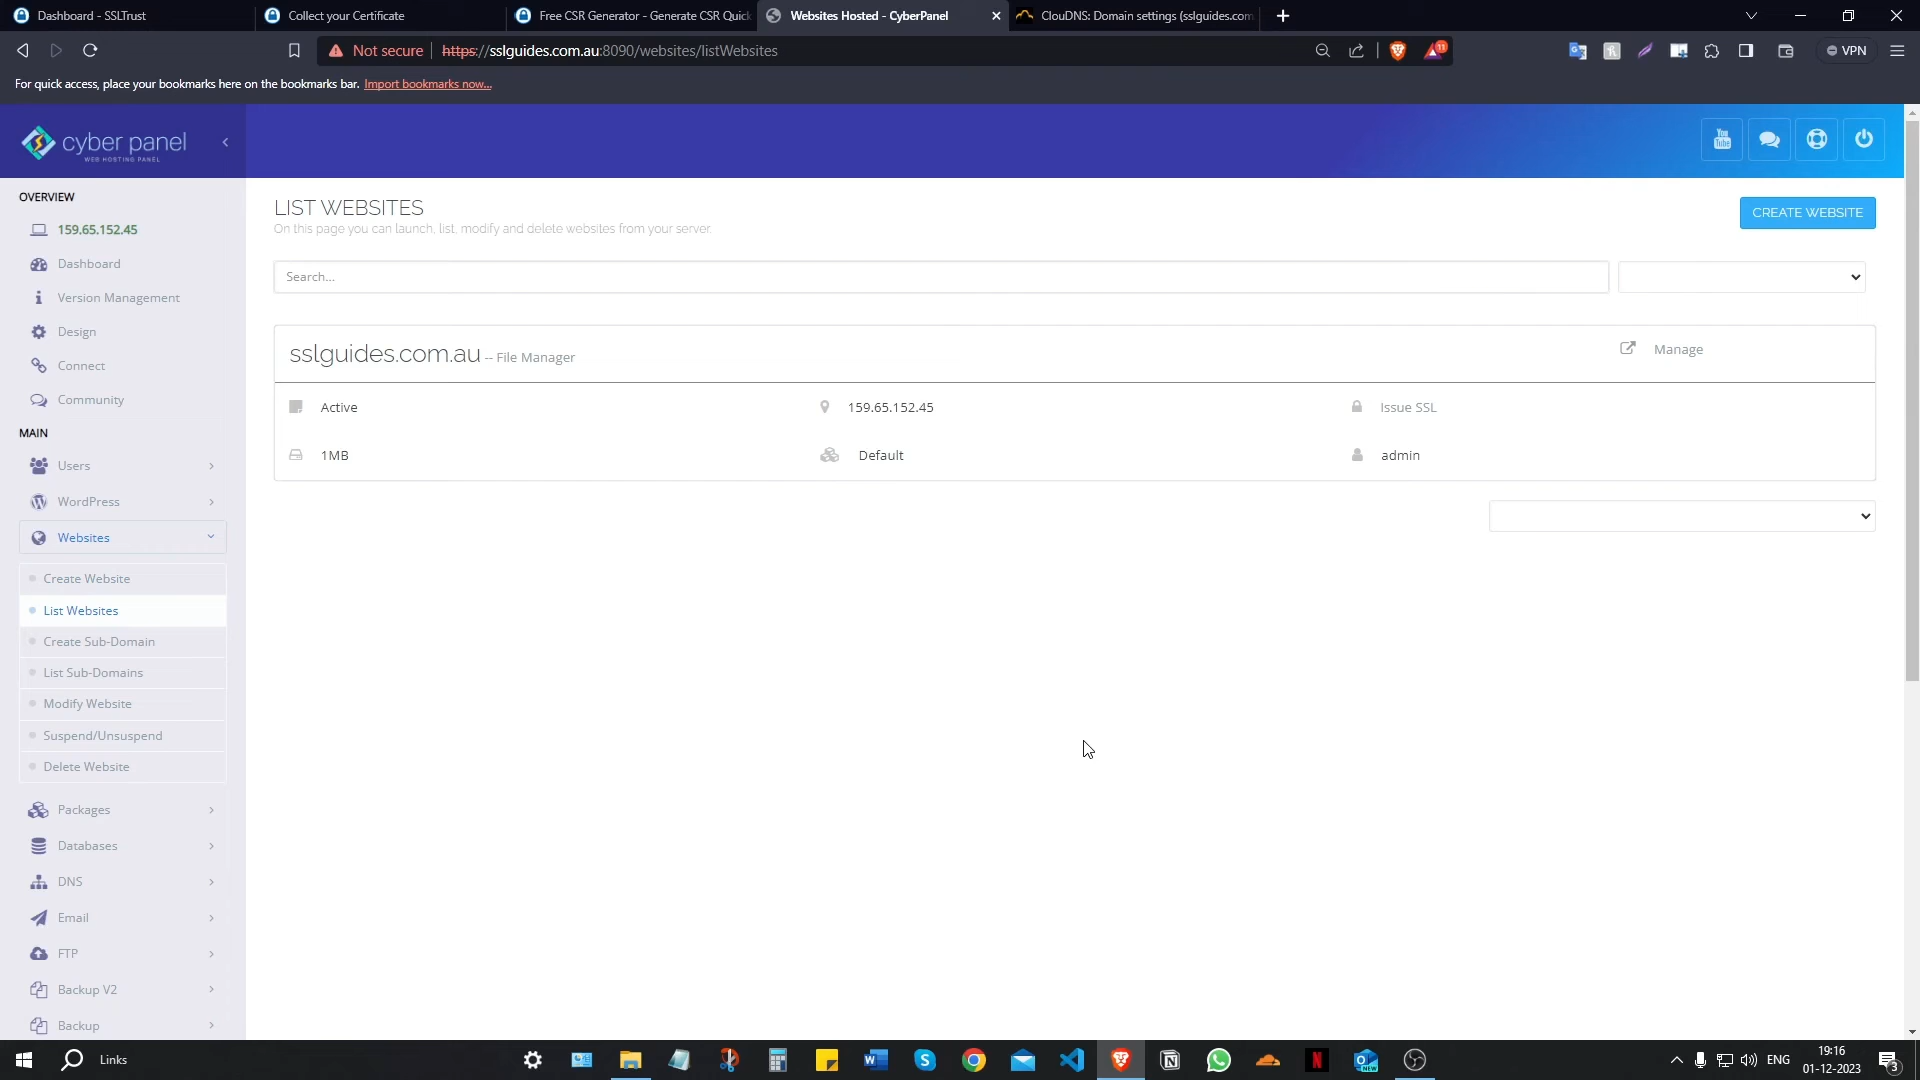 Dashboard - SSLTrust
Collect your Certificate
Free CSR Generator - Generate CSR Quick
Websites Hosted - CyberPanel
ClouDNS: Domain settings (sslguides.com
Not secure
https://sslguides.com.au:8090/websites/listWebsites
11
VPN
For quick access, place your bookmarks here on the bookmarks bar. Import bookmarks now...
cyber panel
WEB HOSTING PANEL
You Tube
OVERVIEW
159.65.152.45
Dashboard
Version Management
Design
Connect
Community
MAIN
Users
WordPress
Websites
Create Website
List Websites
Create Sub-Domain
List Sub-Domains
Modify Website
Suspend/Unsuspend
Delete Website
Packages
Databases
DNS
Email
FTP
Backup V2
Backup
LIST WEBSITES
On this page you can launch, list, modify and delete websites from your server.
CREATE WEBSITE
Search...
sslguides.com.au -- File Manager
Manage
Active
159.65.152.45
Issue SSL
1MB
Default
admin
Links
ENG
19:16
01-12-2023
3